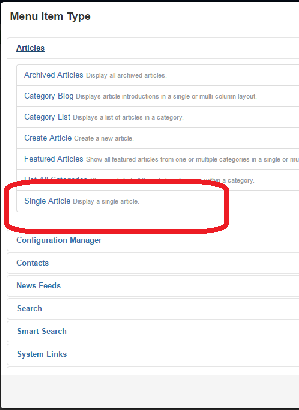 Menu Item Type
Articles
Archived Articles Display all archived articles.
Category Blog Displays article introductions in a single or multi-column layout
Category List Displays a list of articles in a category
Create Article Create a new article.
Featured Articles Show all featured articles from one or multiple categories in a single or
List All Categories a category.
Single Article Display a single article.
Configuration Manager
Contacts
News Feeds
Search
Smart Search
System Links